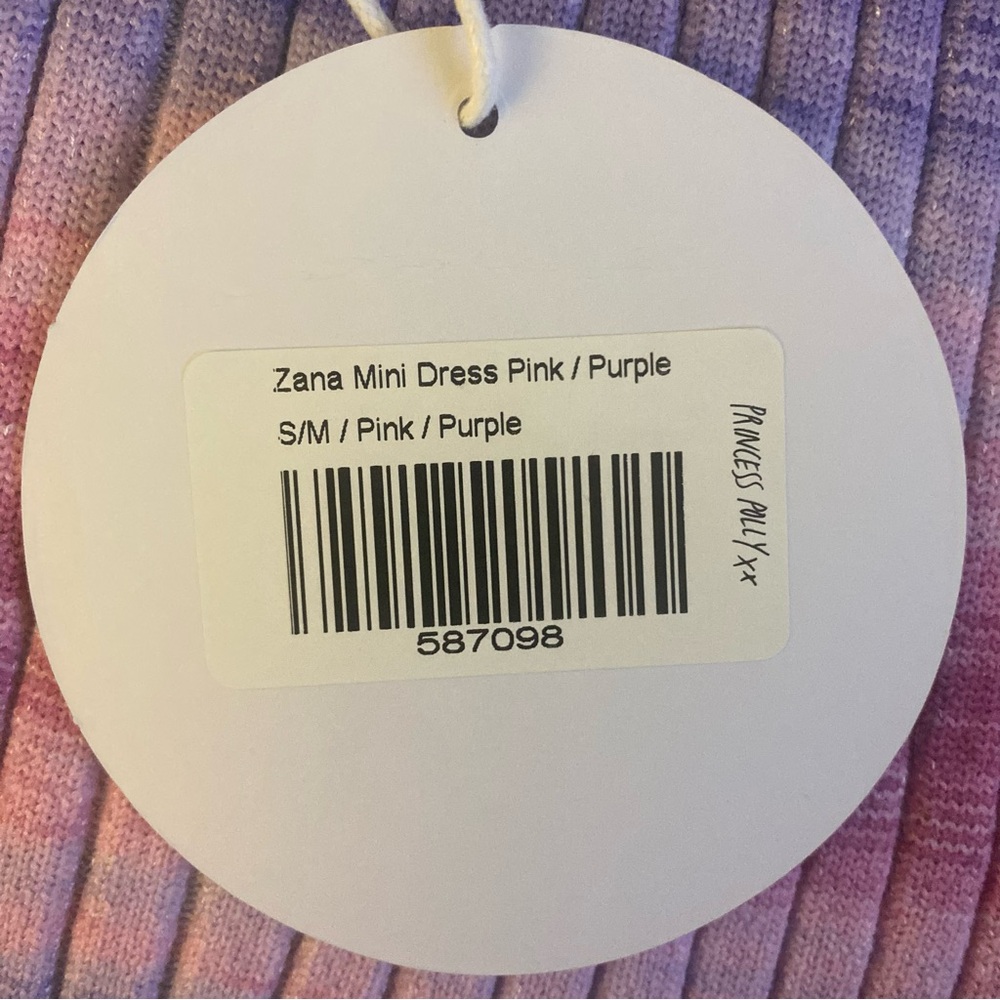 Zana Mini Dress Pink / Purple
S/M / Pink / Purple
587098
PRINCESS POLLY xx